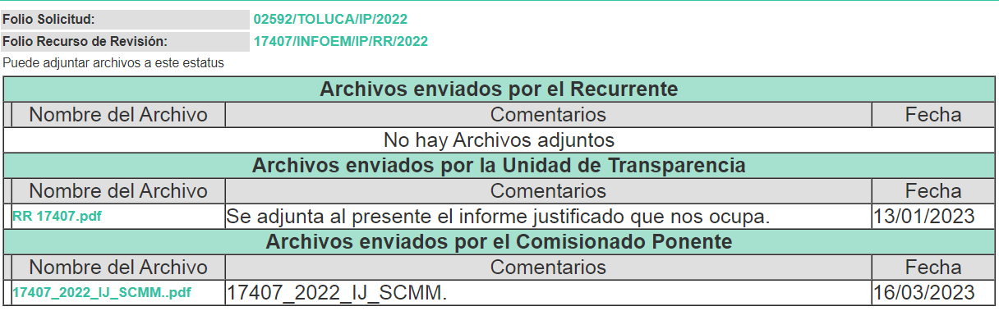 Folio Solicitud: 02592/TOLUCA/IP/2022
Folio Recurso de Revisión: 17407/INFOEM/IP/RR/2022
Puede adjuntar archivos a este estatus
Archivos enviados por el Recurrente
Nombre del Archivo Comentarios Fecha
No hay Archivos adjuntos
Archivos enviados por la Unidad de Transparencia
Nombre del Archivo Comentarios Fecha
RR 17407.pdf Se adjunta al presente el informe justificado que nos ocupa. 13/01/2023
Archivos enviados por el Comisionado Ponente
Nombre del Archivo Comentarios Fecha
17407_2022_IJ_SCMM..pdf 17407_2022_IJ_SCMM. 16/03/2023